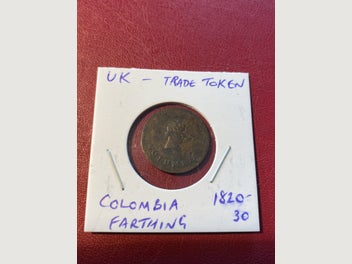 UK - TRADE TOKEN
COLOMBIA 1820-
FARTHING 30